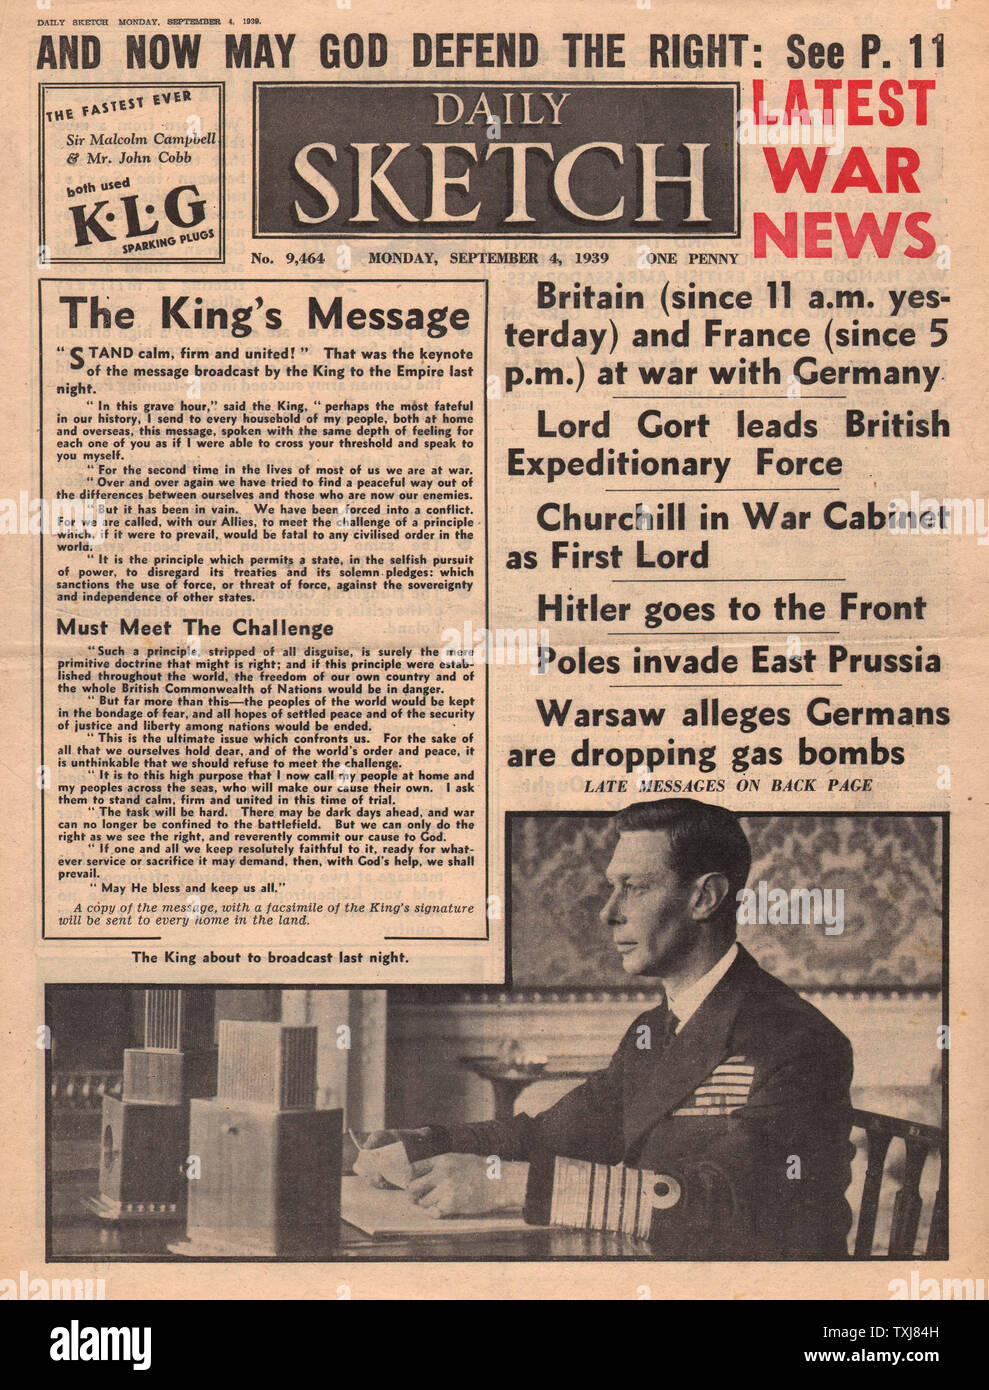 DAILY SKETCH MONDAY, SEPTEMBER 4, 1939.
AND NOW MAY GOD DEFEND THE RIGHT: See P. 11
THE FASTEST EVER
Sir Malcolm Campbell
& Mr. John Cobb
both used
K·L·G
SPARKING PLUGS
DAILY
SKETCH
LATEST
WAR
NEWS
No. 9,464 MONDAY, SEPTEMBER 4, 1939 ONE PENNY
The King's Message
"STAND calm, firm and united!" That was the keynote
of the message broadcast by the King to the Empire last
night.
"In this grave hour," said the King, "perhaps the most fateful
in our history, I send to every household of my people, both at home
and overseas, this message, spoken with the same depth of feeling for
each one of you as if I were able to cross your threshold and speak to
you myself.
"For the second time in the lives of most of us we are at war.
"Over and over again we have tried to find a peaceful way out of
the differences between ourselves and those who are now our enemies.
"But it has been in vain. We have been forced into a conflict.
For we are called, with our Allies, to meet the challenge of a principle
which, if it were to prevail, would be fatal to any civilised order in the
world.
"It is the principle which permits a state, in the selfish pursuit
of power, to disregard its treaties and its solemn pledges: which
sanctions the use of force, or threat of force, against the sovereignty
and independence of other states.
Must Meet The Challenge
"Such a principle, stripped of all disguise, is surely the mere
primitive doctrine that might is right; and if this principle were estab-
lished throughout the world, the freedom of our own country and of
the whole British Commonwealth of Nations would be in danger.
"But far more than this—the peoples of the world would be kept
in the bondage of fear, and all hopes of settled peace and of the security
of justice and liberty among nations would be ended.
"This is the ultimate issue which confronts us. For the sake of
all that we ourselves hold dear, and of the world's order and peace, it
is unthinkable that we should refuse to meet the challenge.
"It is to this high purpose that I now call my people at home and
my peoples across the seas, who will make our cause their own. I ask
them to stand calm, firm and united in this time of trial.
"The task will be hard. There may be dark days ahead, and war
can no longer be confined to the battlefield. But we can only do the
right as we see the right, and reverently commit our cause to God.
"If one and all we keep resolutely faithful to it, ready for what-
ever service or sacrifice it may demand, then, with God's help, we shall
prevail.
"May He bless and keep us all."
A copy of the message, with a facsimile of the King's signature
will be sent to every home in the land.
The King about to broadcast last night.
Britain (since 11 a.m. yes-
terday) and France (since 5
p.m.) at war with Germany
Lord Gort leads British
Expeditionary Force
Churchill in War Cabinet
as First Lord
Hitler goes to the Front
Poles invade East Prussia
Warsaw alleges Germans
are dropping gas bombs
LATE MESSAGES ON BACK PAGE
alamy
Image ID: TXJ84H
www.alamy.com